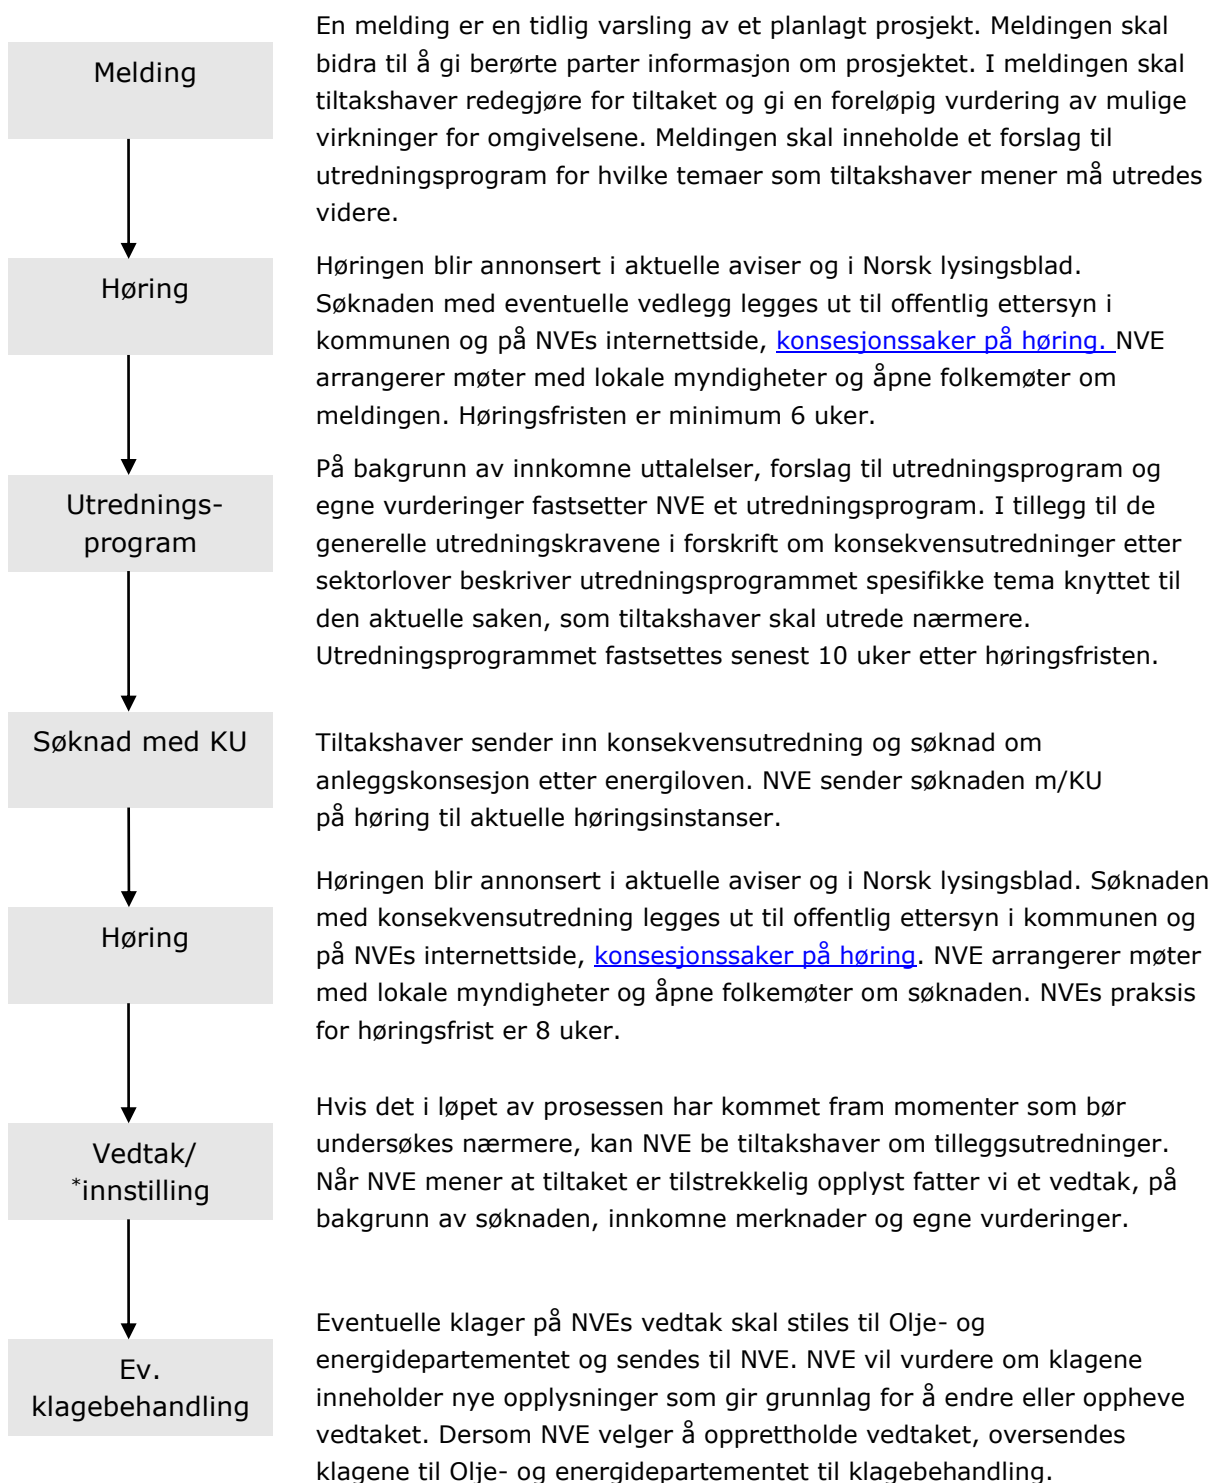 Melding
En melding er en tidlig varsling av et planlagt prosjekt. Meldingen skal
bidra til å gi berørte parter informasjon om prosjektet. I meldingen skal
tiltakshaver redegjøre for tiltaket og gi en foreløpig vurdering av mulige
virkninger for omgivelsene. Meldingen skal inneholde et forslag til
utredningsprogram for hvilke temaer som tiltakshaver mener må utredes
videre.
Høring
Høringen blir annonsert i aktuelle aviser og i Norsk lysingsblad.
Søknaden med eventuelle vedlegg legges ut til offentlig ettersyn i
kommunen og på NVEs internettside, konsesjonssaker på høring. NVE
arrangerer møter med lokale myndigheter og åpne folkemøter om
meldingen. Høringsfristen er minimum 6 uker.
Utrednings-
program
På bakgrunn av innkomne uttalelser, forslag til utredningsprogram og
egne vurderinger fastsetter NVE et utredningsprogram. I tillegg til de
generelle utredningskravene i forskrift om konsekvensutredninger etter
sektorlover beskriver utredningsprogrammet spesifikke tema knyttet til
den aktuelle saken, som tiltakshaver skal utrede nærmere.
Utredningsprogrammet fastsettes senest 10 uker etter høringsfristen.
Søknad med KU
Tiltakshaver sender inn konsekvensutredning og søknad om
anleggskonsesjon etter energiloven. NVE sender søknaden m/KU
på høring til aktuelle høringsinstanser.
Høring
Høringen blir annonsert i aktuelle aviser og i Norsk lysingsblad. Søknaden
med konsekvensutredning legges ut til offentlig ettersyn i kommunen og
på NVEs internettside, konsesjonssaker på høring. NVE arrangerer møter
med lokale myndigheter og åpne folkemøter om søknaden. NVEs praksis
for høringsfrist er 8 uker.
Vedtak/
*innstilling
Hvis det i løpet av prosessen har kommet fram momenter som bør
undersøkes nærmere, kan NVE be tiltakshaver om tilleggsutredninger.
Når NVE mener at tiltaket er tilstrekkelig opplyst fatter vi et vedtak, på
bakgrunn av søknaden, innkomne merknader og egne vurderinger.
Ev.
klagebehandling
Eventuelle klager på NVEs vedtak skal stiles til Olje- og
energidepartementet og sendes til NVE. NVE vil vurdere om klagene
inneholder nye opplysninger som gir grunnlag for å endre eller oppheve
vedtaket. Dersom NVE velger å opprettholde vedtaket, oversendes
klagene til Olje- og energidepartementet til klagebehandling.